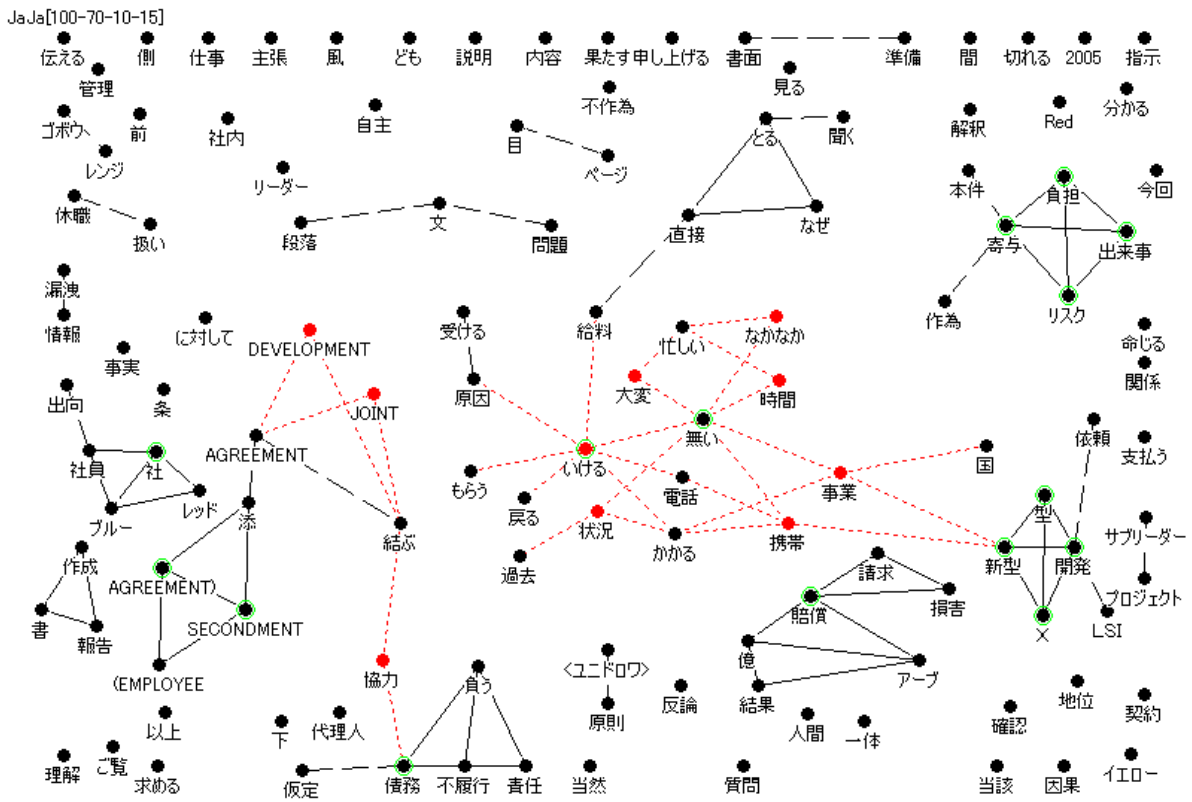 JaJa[100-70-10-15]
伝える 側 仕事 主張 風 ども 説明 内容 果たす 申し上げる 書面 準備 間 切れる 2005 指示
管理 見る
不作為 分かる
ゴボウ 前 社内 自主 目 とる 聞く 解釈 Red
レンジ リーダー ページ 本件 負担 今回
休職 扱い 段落 文 問題 直接 なぜ 寄与 出来事
漏洩
情報 に対して 受ける 給料 忙しい なかなか 作為 リスク
事実 DEVELOPMENT 命じる
出向 条 JOINT 原因 大変 時間 関係
社員 社 AGREEMENT いける 無い 国 依頼 支払う
ブルー レッド 添 もらう 戻る 電話 事業 型
作成 結ぶ 過去 状況 かかる 携帯 新型 開発 サブリーダー
AGREEMENT) 請求
書 報告 SECONDMENT 賠償 損害 X LSI プロジェクト
(EMPLOYEE 協力 負う <ユニドロワ> 億 アーブ
以上 下 代理人 原則 反論 結果 人間 一体 確認 地位 契約
理解 ご覧 求める 仮定 債務 不履行 責任 当然 質問 当該 因果 イエロー